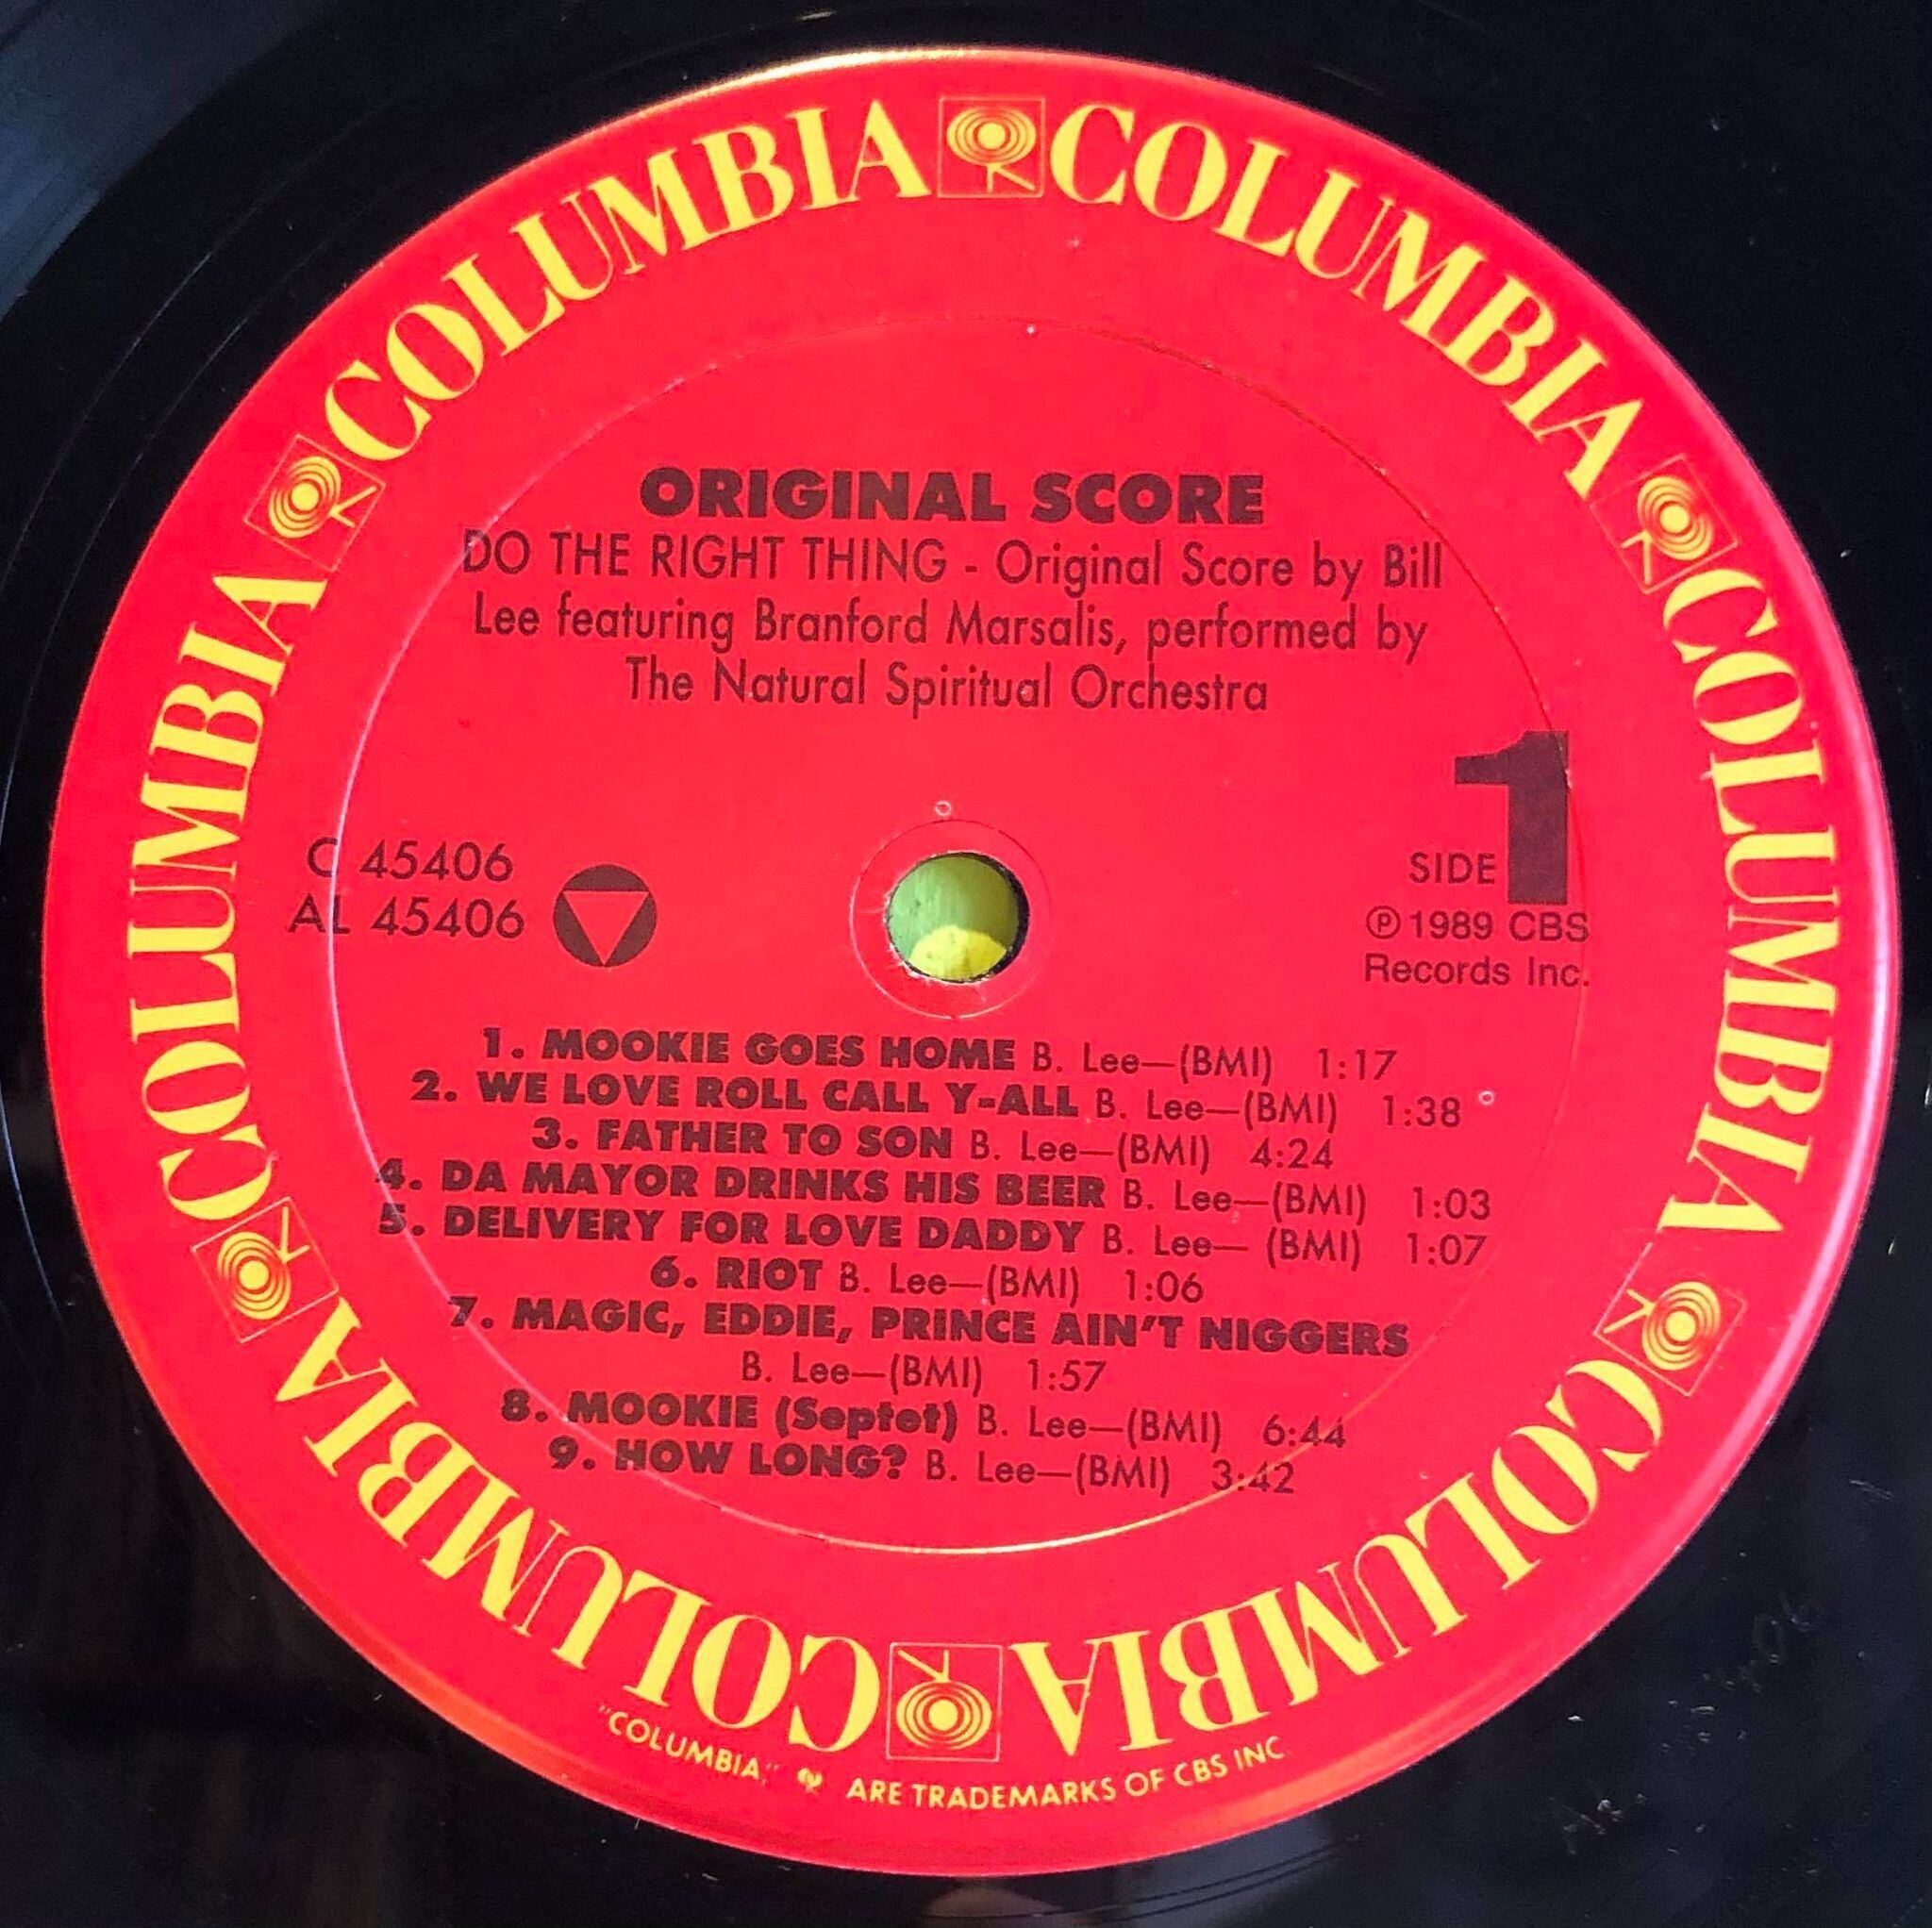 COLUMBIA COLUMBIA COLUMBIA COLUMBIA COLUMBIA COLUMBIA
ORIGINAL SCORE
DO THE RIGHT THING - Original Score by Bill
Lee featuring Branford Marsalis, performed by
The Natural Spiritual Orchestra
C 45406
AL 45406
SIDE 1
℗ 1989 CBS
Records Inc.
1. MOOKIE GOES HOME B. Lee—(BMI) 1:17
2. WE LOVE ROLL CALL Y-ALL B. Lee—(BMI) 1:38
3. FATHER TO SON B. Lee—(BMI) 4:24
4. DA MAYOR DRINKS HIS BEER B. Lee—(BMI) 1:03
5. DELIVERY FOR LOVE DADDY B. Lee— (BMI) 1:07
6. RIOT B. Lee—(BMI) 1:06
7. MAGIC, EDDIE, PRINCE AIN'T NIGGERS
B. Lee—(BMI) 1:57
8. MOOKIE (Septet) B. Lee—(BMI) 6:44
9. HOW LONG? B. Lee—(BMI) 3:42
"COLUMBIA," ARE TRADEMARKS OF CBS INC